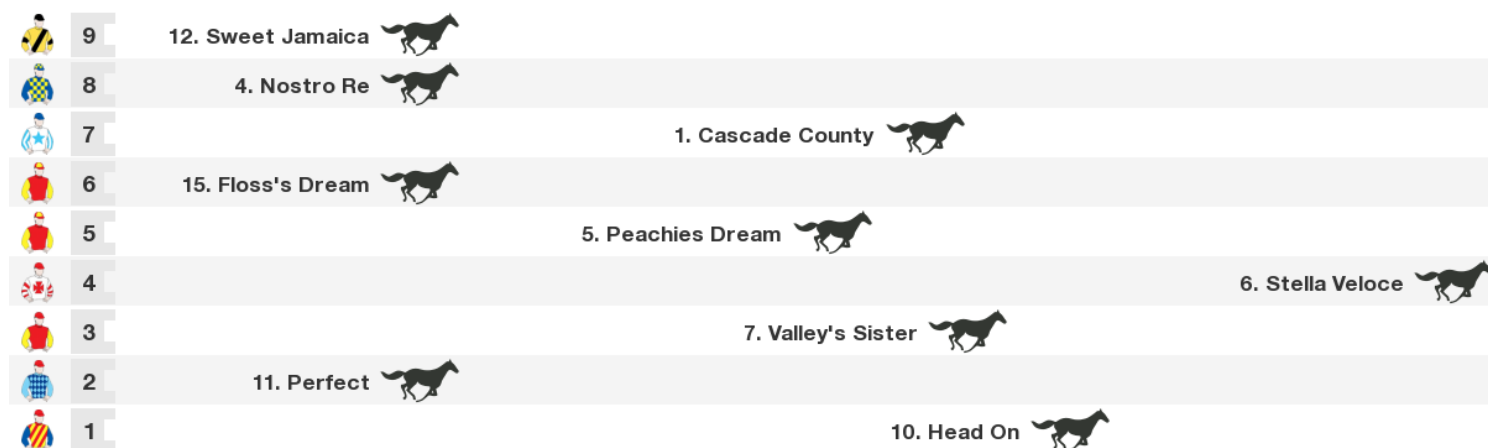 9 12. Sweet Jamaica
8 4. Nostro Re
7 1. Cascade County
6 15. Floss's Dream
5 5. Peachies Dream
4 6. Stella Veloce
3 7. Valley's Sister
2 11. Perfect
1 10. Head On